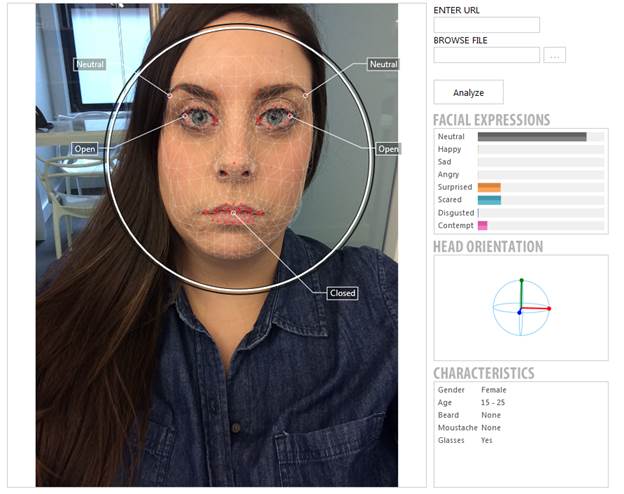 Neutral
Neutral
Open
Open
Closed
ENTER URL
BROWSE FILE
...
Analyze
FACIAL EXPRESSIONS
Neutral
Happy
Sad
Angry
Surprised
Scared
Disgusted
Contempt
HEAD ORIENTATION
CHARACTERISTICS
Gender Female
Age 15 - 25
Beard None
Moustache None
Glasses Yes